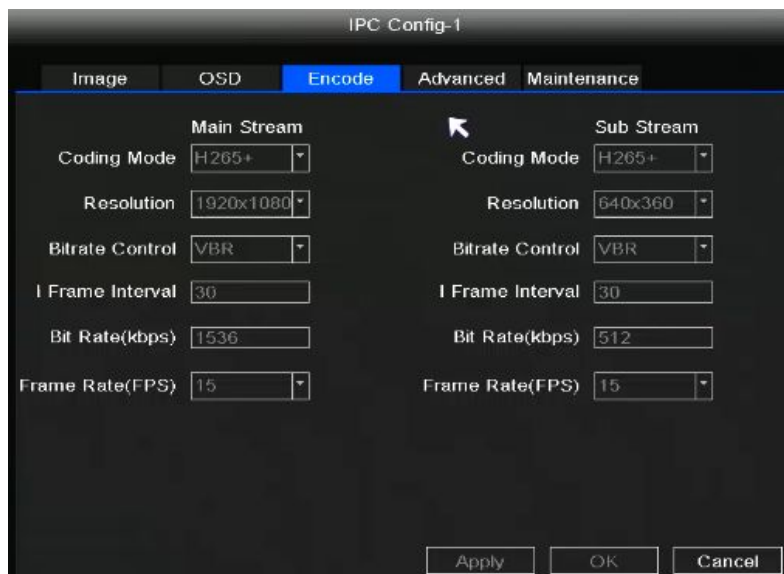 IPC Config-1
Image OSD Encode Advanced Maintenance
Main Stream Sub Stream
Coding Mode H265+ Coding Mode H265+
Resolution 1920x1080 Resolution 640x360
Bitrate Control VBR Bitrate Control VBR
I Frame Interval 30 I Frame Interval 30
Bit Rate(kbps) 1536 Bit Rate(kbps) 512
Frame Rate(FPS) 15 Frame Rate(FPS) 15
Apply OK Cancel